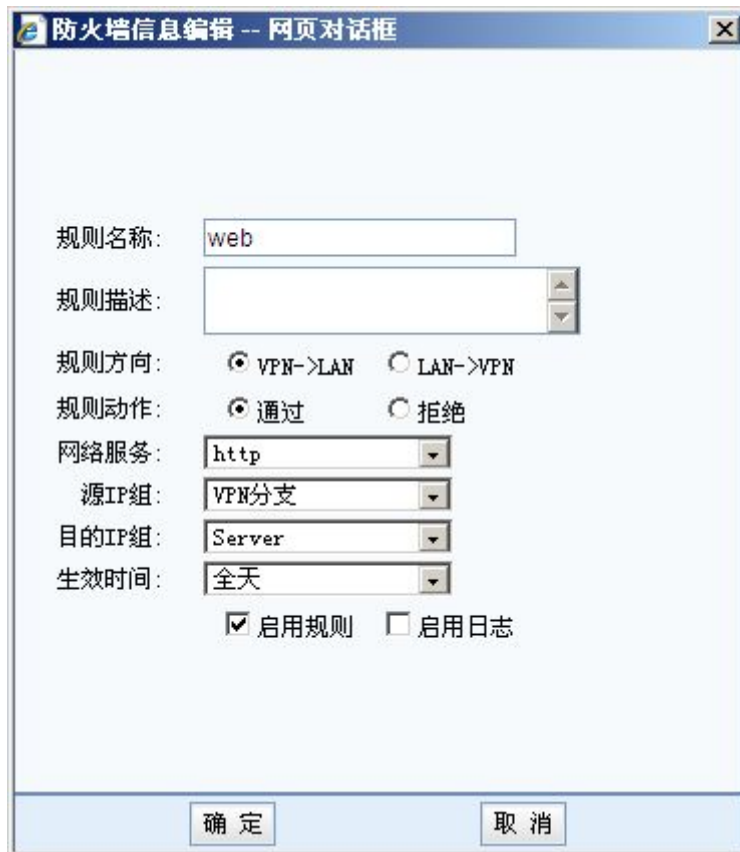 防火墙信息编辑 -- 网页对话框
规则名称: web
规则描述:
规则方向: VPN->LAN LAN->VPN
规则动作: 通过 拒绝
网络服务: http
源IP组: VPN分支
目的IP组: Server
生效时间: 全天
启用规则 启用日志
确 定 取 消